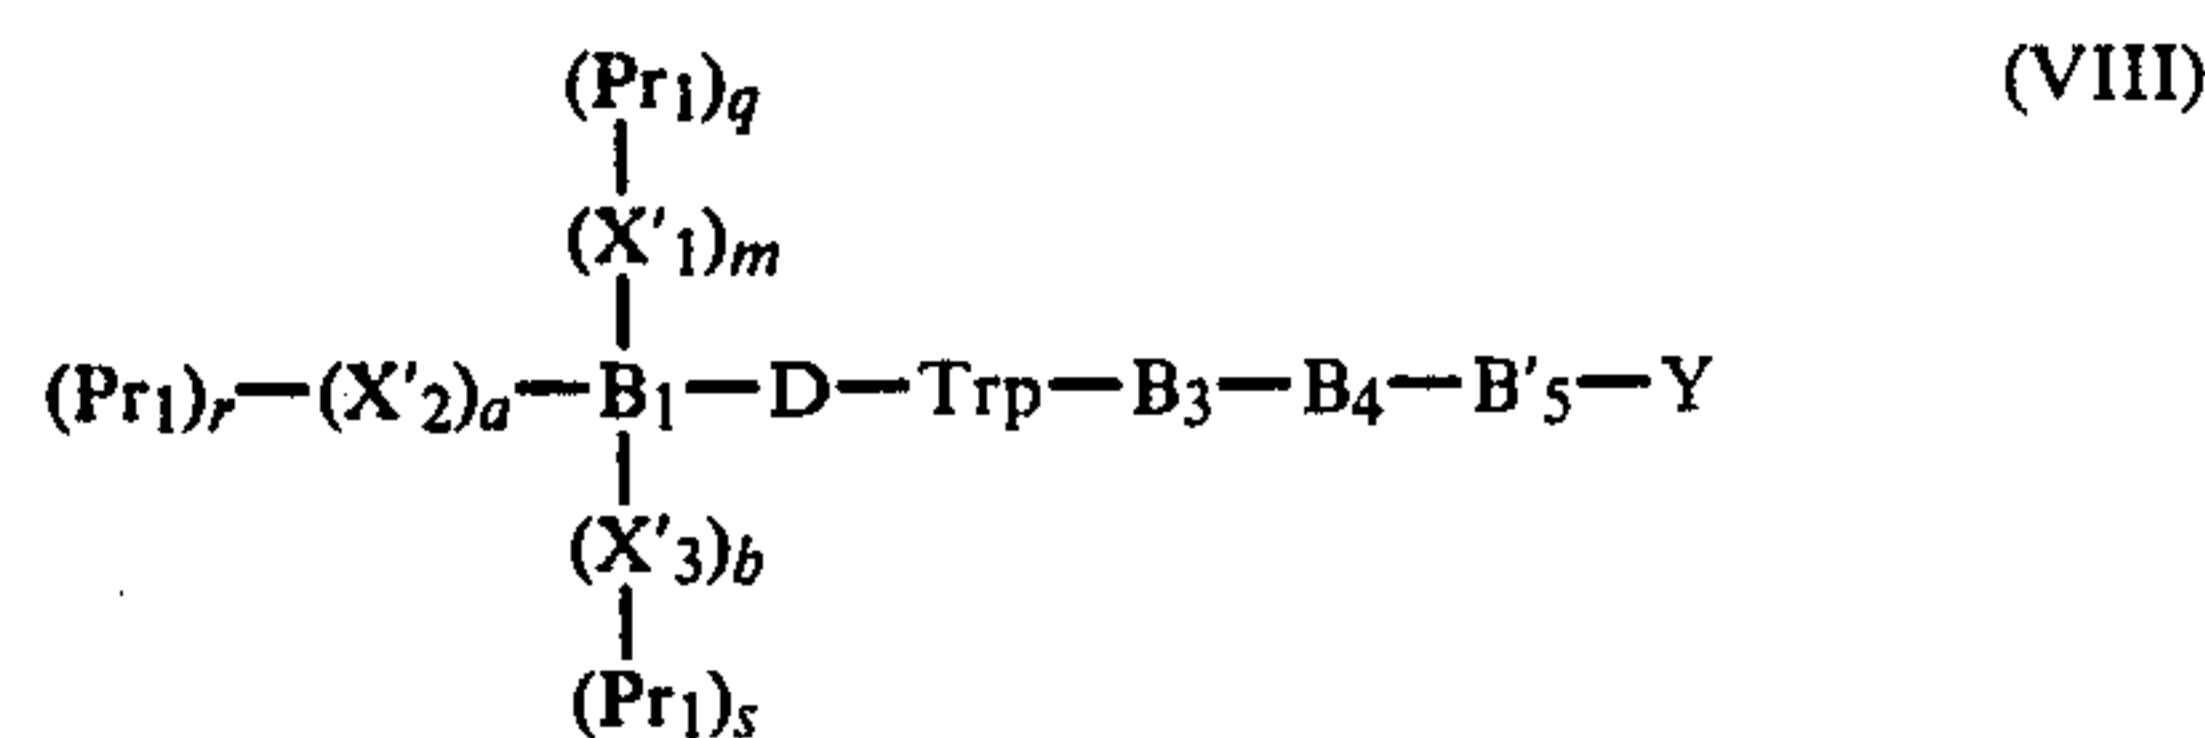 (Pr1)q (VIII)
(X'1)m
(Pr1)r—(X'2)a—B1—D—Trp—B3—B4—B'5—Y
(X'3)b
(Pr1)s